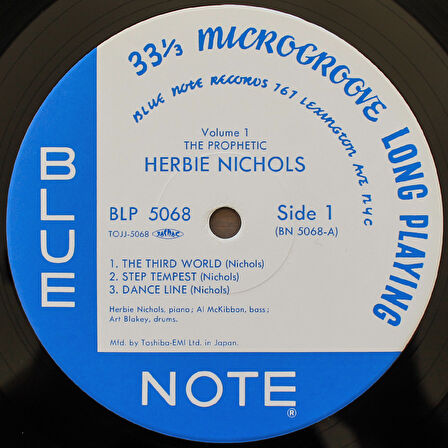 33⅓ MICROGROOVE LONG PLAYING
BLUE NOTE RECORDS 767 LEXINGTON AVE NYC
Volume 1
THE PROPHETIC
HERBIE NICHOLS
BLP 5068
Side 1
TOJJ-5068
(BN 5068-A)
1. THE THIRD WORLD (Nichols)
2. STEP TEMPEST (Nichols)
3. DANCE LINE (Nichols)
Herbie Nichols, piano; Al McKibbon, bass;
Art Blakey, drums.
Mfd. by Toshiba-EMI Ltd. in Japan.
BLUE
NOTE
®